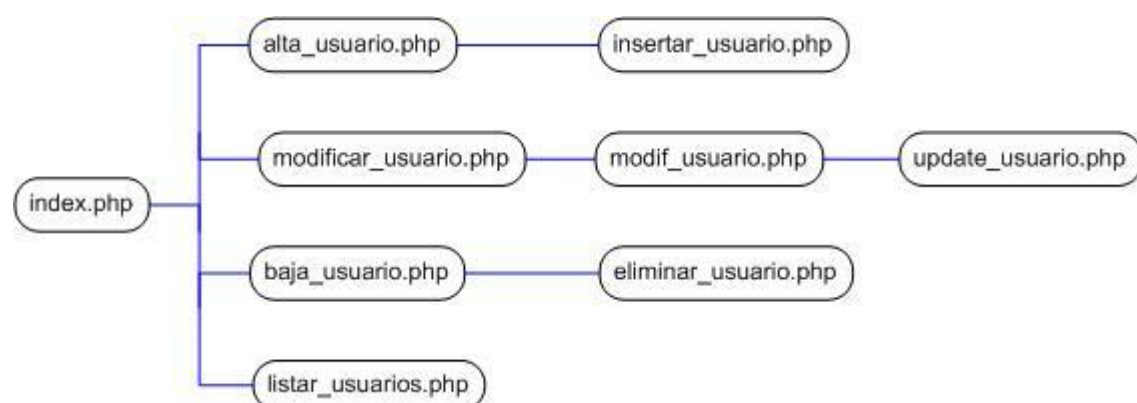 alta_usuario.php
insertar_usuario.php
modificar_usuario.php
modif_usuario.php
update_usuario.php
index.php
baja_usuario.php
eliminar_usuario.php
listar_usuarios.php